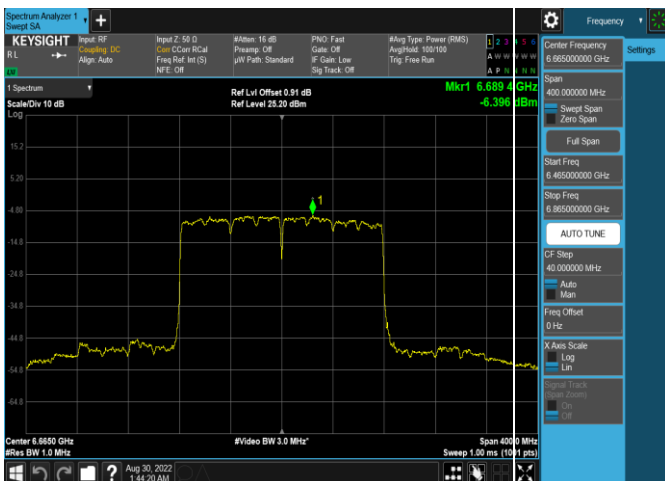 Spectrum Analyzer 1
Swept SA
Frequency
KEYSIGHT
RL
Input: RF
Coupling: DC
Align: Auto
Input Z: 50 Ω
Corr CCorr RCal
Freq Ref: Int (S)
NFE: Off
#Atten: 16 dB
Preamp: Off
µW Path: Standard
PNO: Fast
Gate: Off
IF Gain: Low
Sig Track: Off
#Avg Type: Power (RMS)
Avg|Hold: 100/100
Trig: Free Run
1 2 3 4 5 6
A W W W W W
A P N N N N
1 Spectrum
Scale/Div 10 dB
Log
Ref Lvl Offset 0.91 dB
Ref Level 25.20 dBm
Mkr1 6.689 4 GHz
-6.396 dBm
15.2
5.20
-4.80
-14.8
-24.8
-34.8
-44.8
-54.8
-64.8
1
Center 6.6650 GHz
#Res BW 1.0 MHz
#Video BW 3.0 MHz*
Span 400.0 MHz
Sweep 1.00 ms (1001 pts)
Aug 30, 2022
1:44:20 AM
Center Frequency
6.665000000 GHz
Settings
Span
400.000000 MHz
Swept Span
Zero Span
Full Span
Start Freq
6.465000000 GHz
Stop Freq
6.865000000 GHz
AUTO TUNE
CF Step
40.000000 MHz
Auto
Man
Freq Offset
0 Hz
X Axis Scale
Log
Lin
Signal Track
(Span Zoom)
On
Off